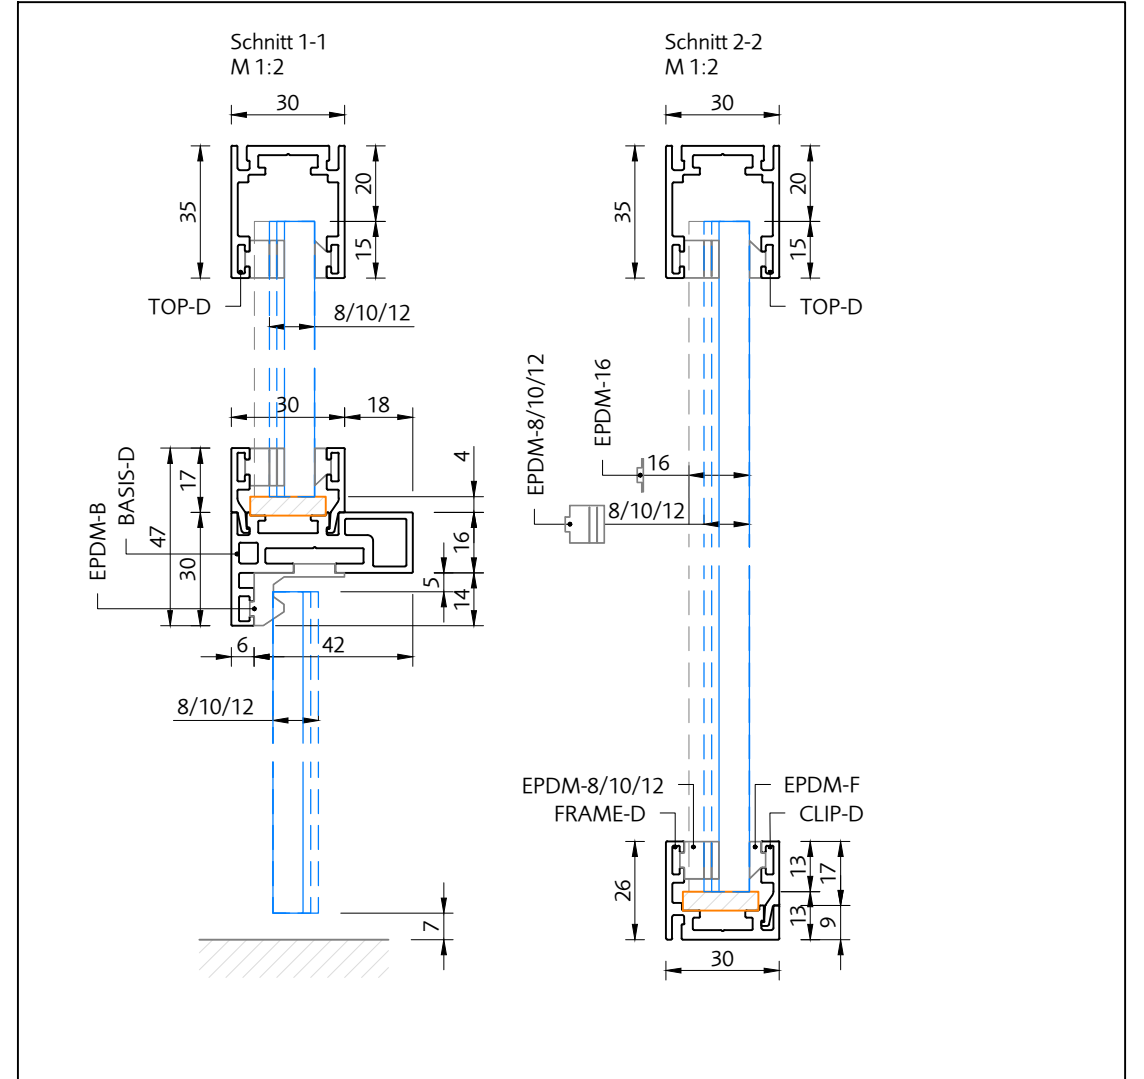 Schnitt 1-1
M 1:2
30
35
20
15
TOP-D
8/10/12
30
18
4
17
47
30
16
5
14
BASIS-D
EPDM-B
6
42
8/10/12
7
Schnitt 2-2
M 1:2
30
35
20
15
TOP-D
EPDM-8/10/12
EPDM-16
16
8/10/12
EPDM-8/10/12
EPDM-F
FRAME-D
CLIP-D
26
13
17
13
9
30